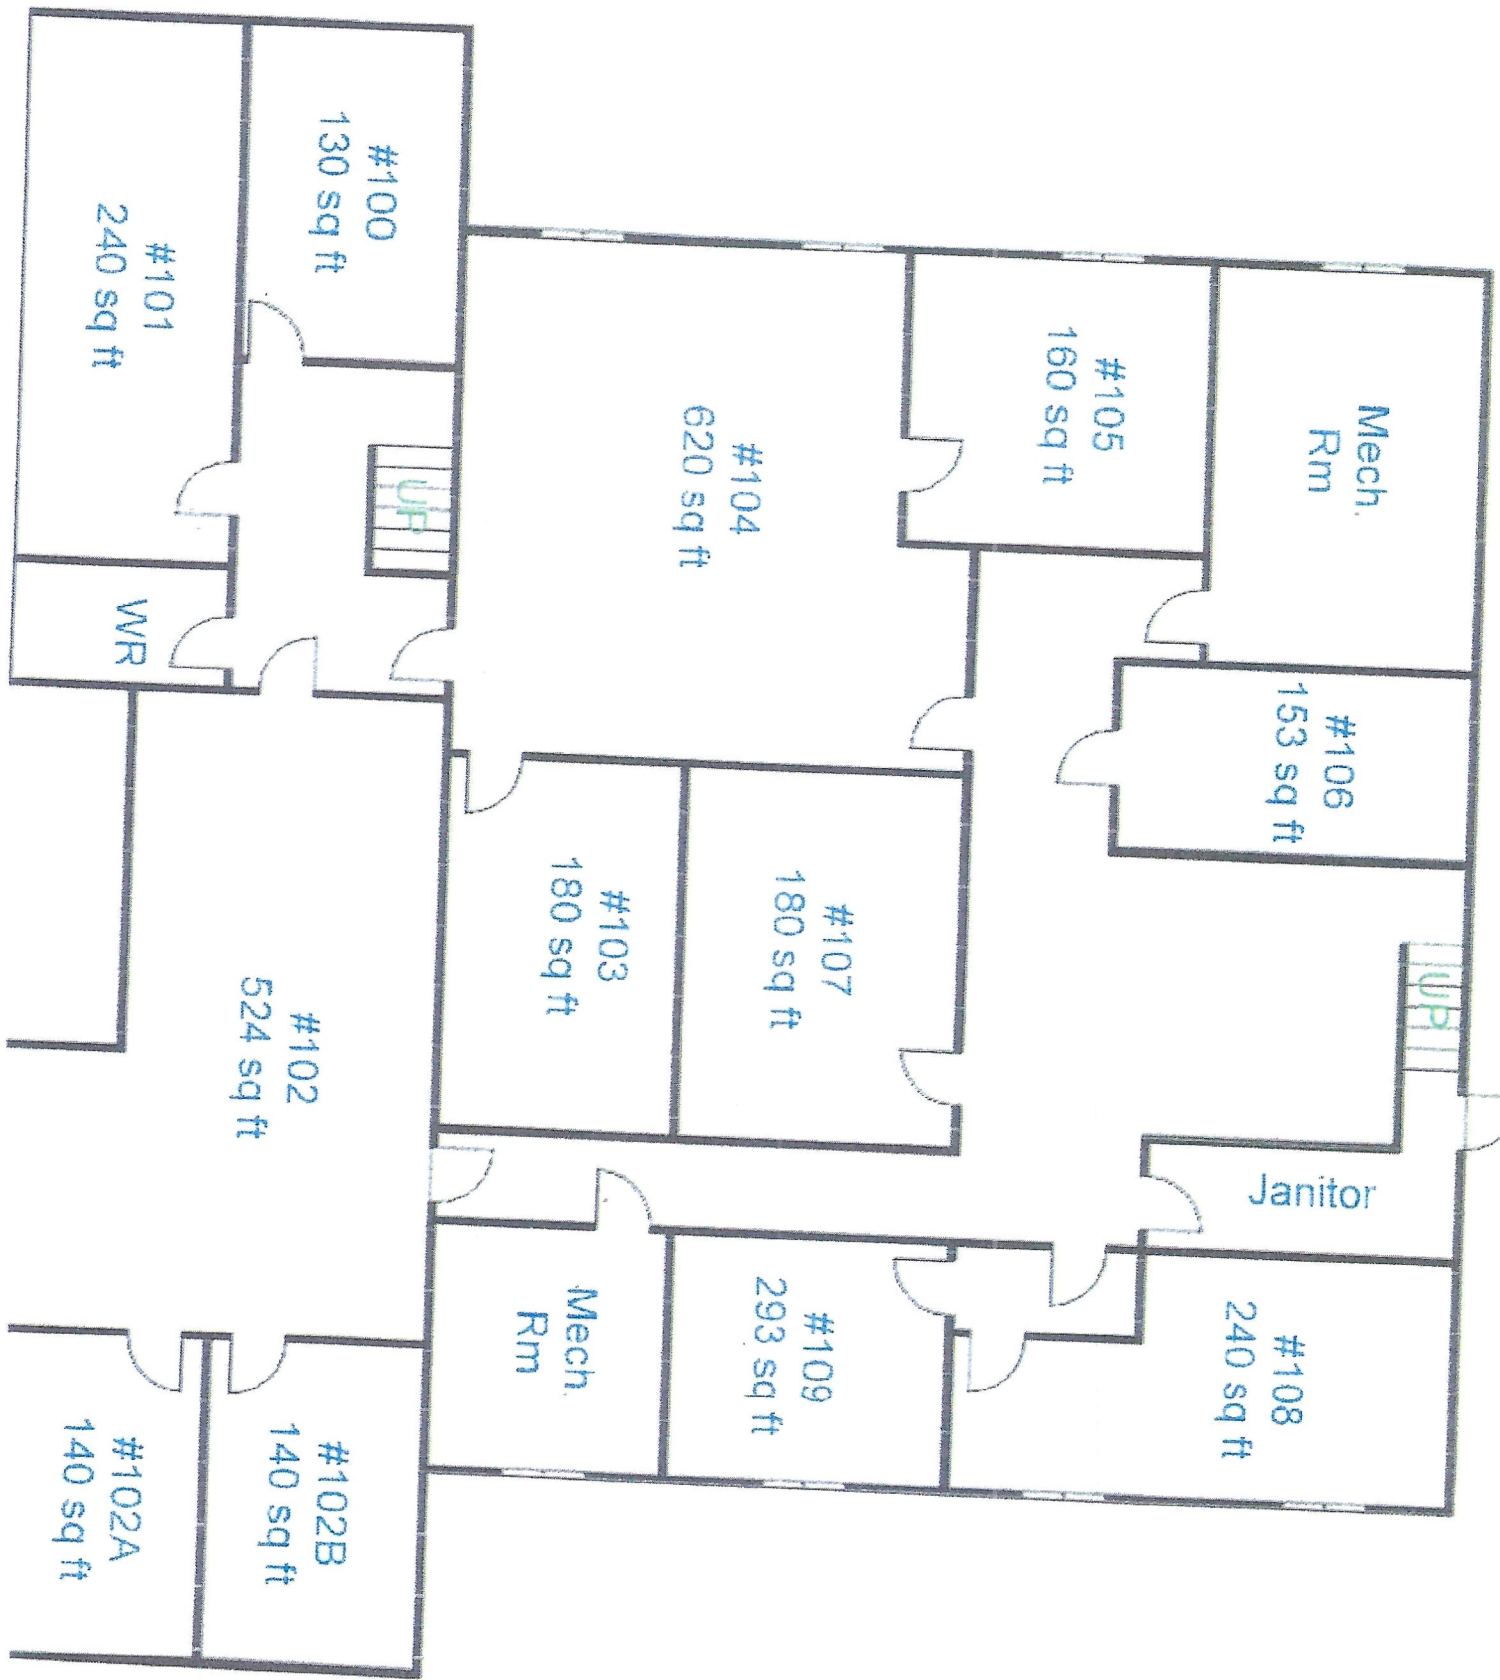 #100
130 sq ft
#101
240 sq ft
UP
WR
#104
620 sq ft
#105
160 sq ft
Mech.
Rm
#106
153 sq ft
#103
180 sq ft
#107
180 sq ft
UP
#102
524 sq ft
Janitor
Mech.
Rm
#109
293 sq ft
#108
240 sq ft
#102B
140 sq ft
#102A
140 sq ft